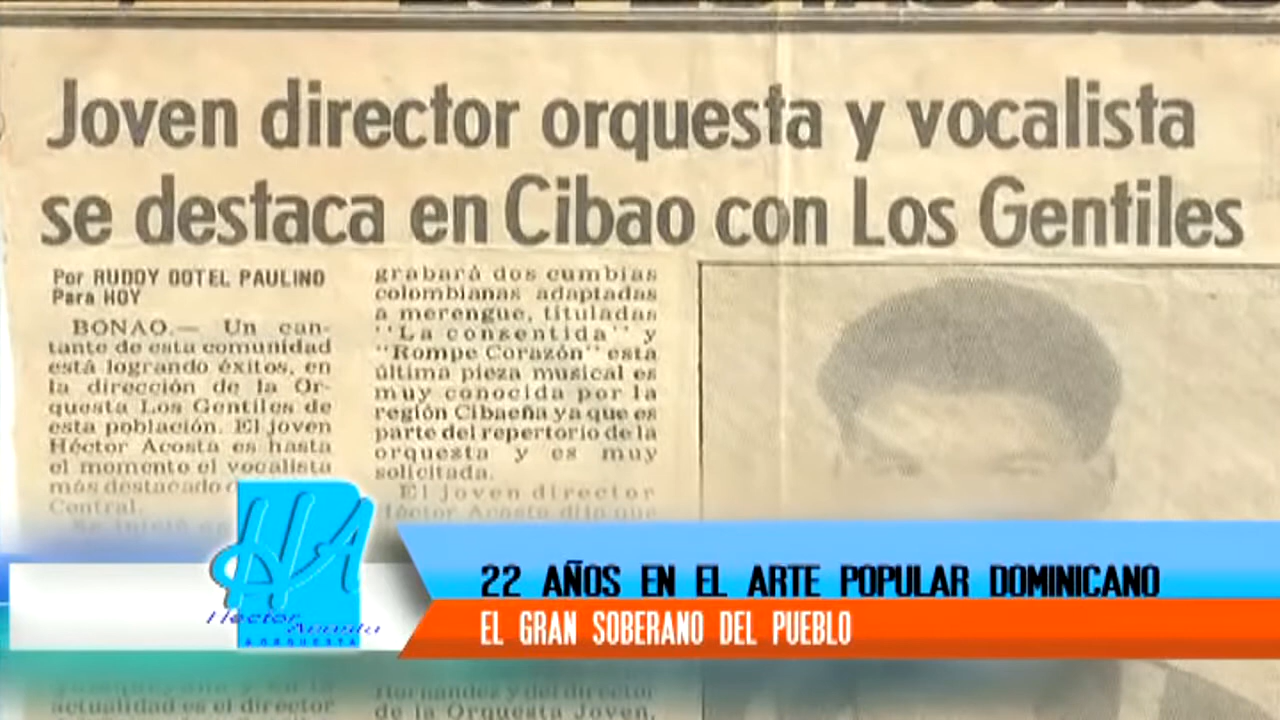 Joven director orquesta y vocalista
se destaca en Cibao con Los Gentiles
Por RUDDY DOTEL PAULINO
Para HOY
BONAO.— Un can-
tante de esta comunidad
está logrando éxitos, en
la dirección de la Or-
questa Los Gentiles de
esta población. El joven
Héctor Acosta es hasta
el momento el vocalista
más destacado
Central.
grabará dos cumbias
colombianas adaptadas
a merengue, tituladas
"La consentida" y
"Rompe Corazón" esta
última pieza musical es
muy conocida por la
región Cibaeña ya que es
parte del repertorio de la
orquesta y es muy
solicitada.
El joven director
Héctor Acosta dijo que
HA
Héctor
22 AÑOS EN EL ARTE POPULAR DOMINICANO
EL GRAN SOBERANO DEL PUEBLO
actualidad es el director
Hernández y del director
de la Orquesta Joven,